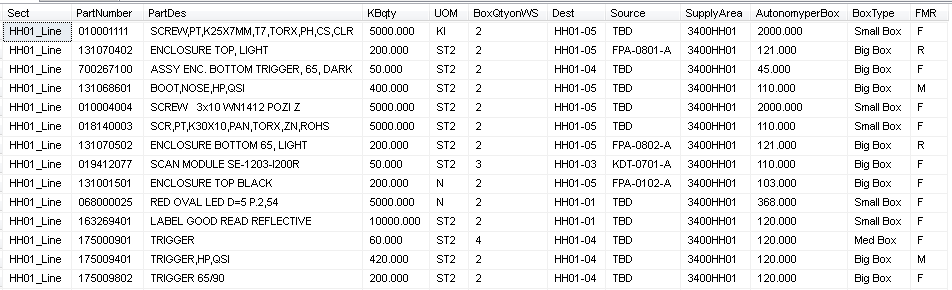 Sect PartNumber PartDes KBqty UOM BoxQtyonWS Dest Source SupplyArea AutonomyperBox BoxType FMR
HH01_Line 010001111 SCREW,PT,K25X7MM,T7,TORX,PH,CS,CLR 5000.000 KI 2 HH01-05 TBD 3400HH01 2000.000 Small Box F
HH01_Line 131070402 ENCLOSURE TOP, LIGHT 200.000 ST2 2 HH01-05 FPA-0801-A 3400HH01 121.000 Big Box R
HH01_Line 700267100 ASSY ENC. BOTTOM TRIGGER, 65, DARK 50.000 ST2 2 HH01-04 TBD 3400HH01 45.000 Big Box F
HH01_Line 131068601 BOOT,NOSE,HP,QSI 400.000 ST2 2 HH01-05 TBD 3400HH01 110.000 Big Box M
HH01_Line 010004004 SCREW 3x10 WN1412 POZI Z 5000.000 ST2 2 HH01-05 TBD 3400HH01 2000.000 Small Box F
HH01_Line 018140003 SCR,PT,K30X10,PAN,TORX,ZN,ROHS 5000.000 ST2 2 HH01-05 TBD 3400HH01 110.000 Small Box F
HH01_Line 131070502 ENCLOSURE BOTTOM 65, LIGHT 200.000 ST2 2 HH01-05 FPA-0802-A 3400HH01 121.000 Big Box R
HH01_Line 019412077 SCAN MODULE SE-1203-I200R 50.000 ST2 3 HH01-03 KDT-0701-A 3400HH01 110.000 Big Box F
HH01_Line 131001501 ENCLOSURE TOP BLACK 200.000 N 2 HH01-05 FPA-0102-A 3400HH01 103.000 Big Box F
HH01_Line 068000025 RED OVAL LED D=5 P.2,54 5000.000 N 2 HH01-01 TBD 3400HH01 368.000 Small Box F
HH01_Line 163269401 LABEL GOOD READ REFLECTIVE 10000.000 ST2 2 HH01-01 TBD 3400HH01 120.000 Small Box F
HH01_Line 175000901 TRIGGER 60.000 ST2 4 HH01-04 TBD 3400HH01 120.000 Med Box F
HH01_Line 175009401 TRIGGER,HP,QSI 420.000 ST2 2 HH01-04 TBD 3400HH01 120.000 Big Box M
HH01_Line 175009802 TRIGGER 65/90 200.000 ST2 2 HH01-04 TBD 3400HH01 120.000 Big Box F